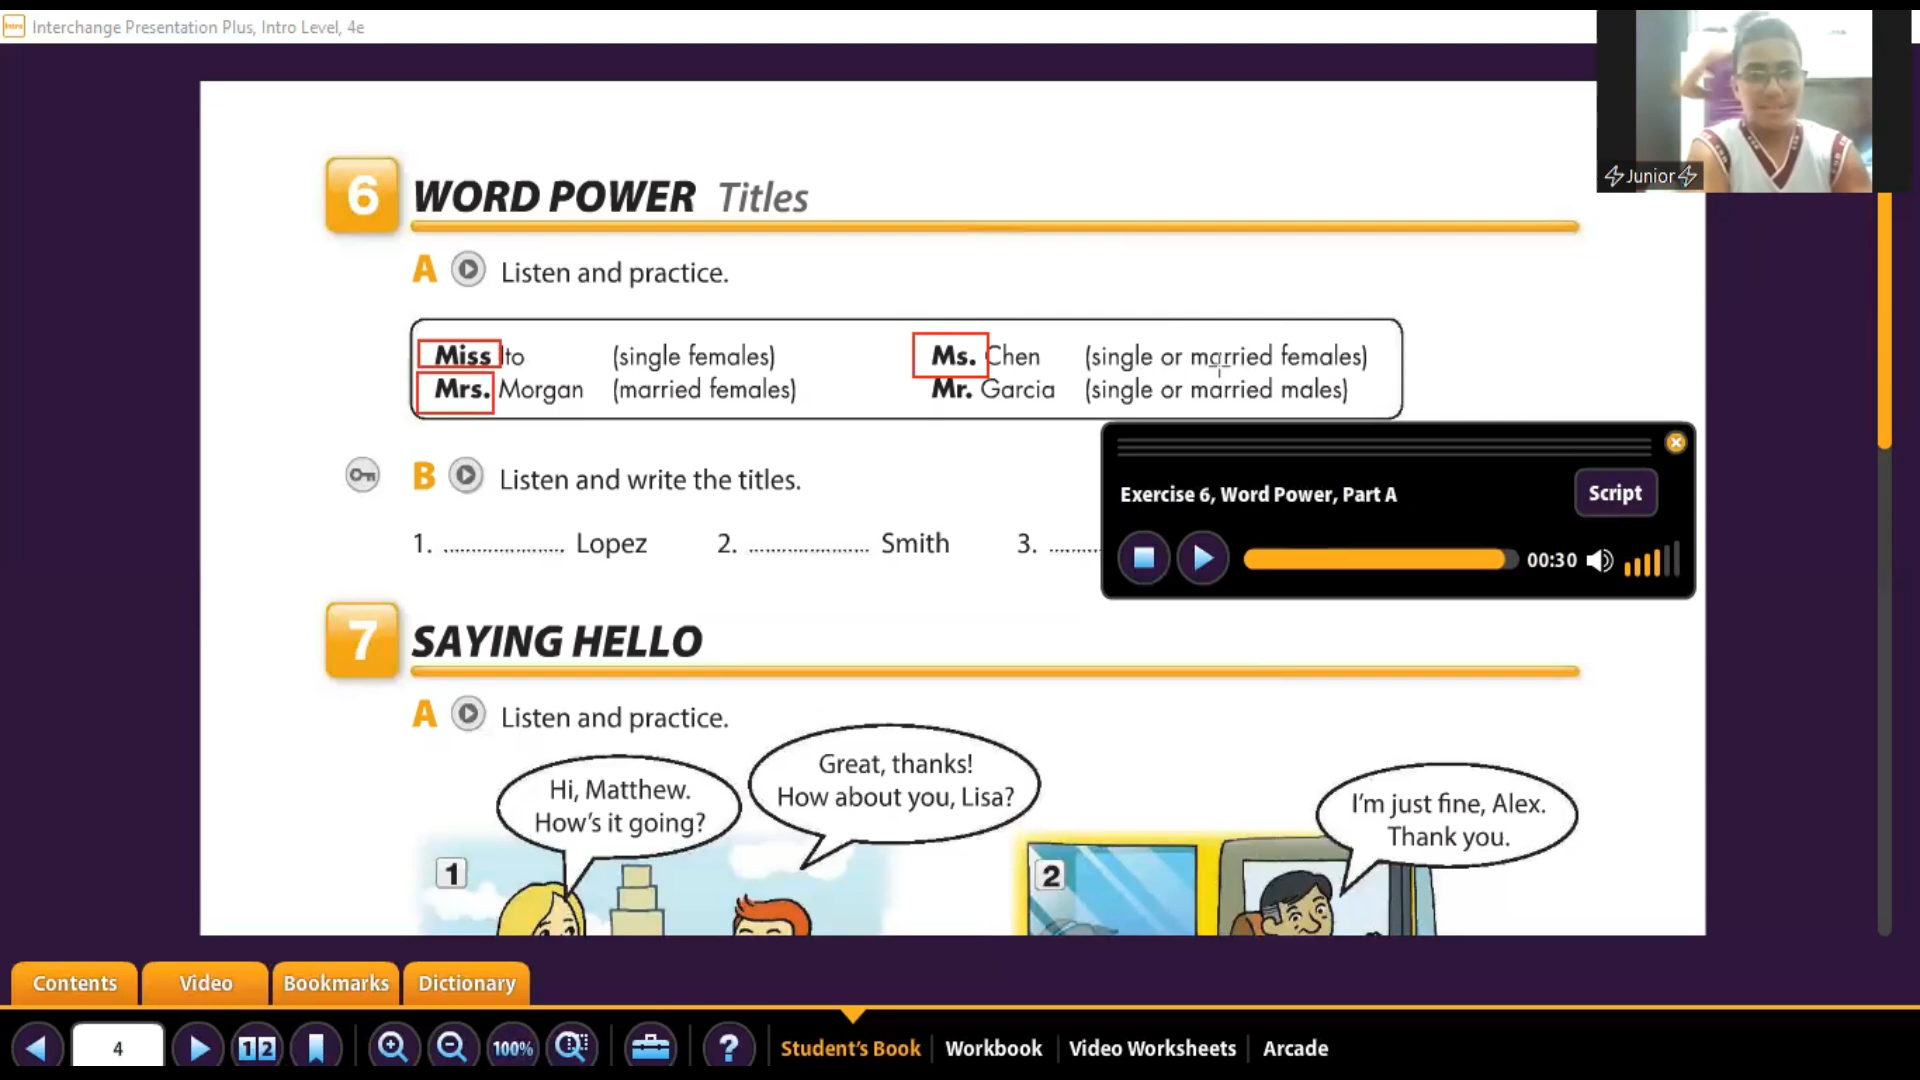 Interchange Presentation Plus, Intro Level, 4e
⚡Junior⚡
6 WORD POWER Titles
A Listen and practice.
Miss Ito (single females) Ms. Chen (single or married females)
Mrs. Morgan (married females) Mr. Garcia (single or married males)
B Listen and write the titles.
1. .................... Lopez 2. .................... Smith 3. ........
Exercise 6, Word Power, Part A
Script
00:30
7 SAYING HELLO
A Listen and practice.
Hi, Matthew.
How's it going?
Great, thanks!
How about you, Lisa?
I'm just fine, Alex.
Thank you.
1
2
Contents Video Bookmarks Dictionary
4 12 100% ? Student's Book Workbook Video Worksheets Arcade